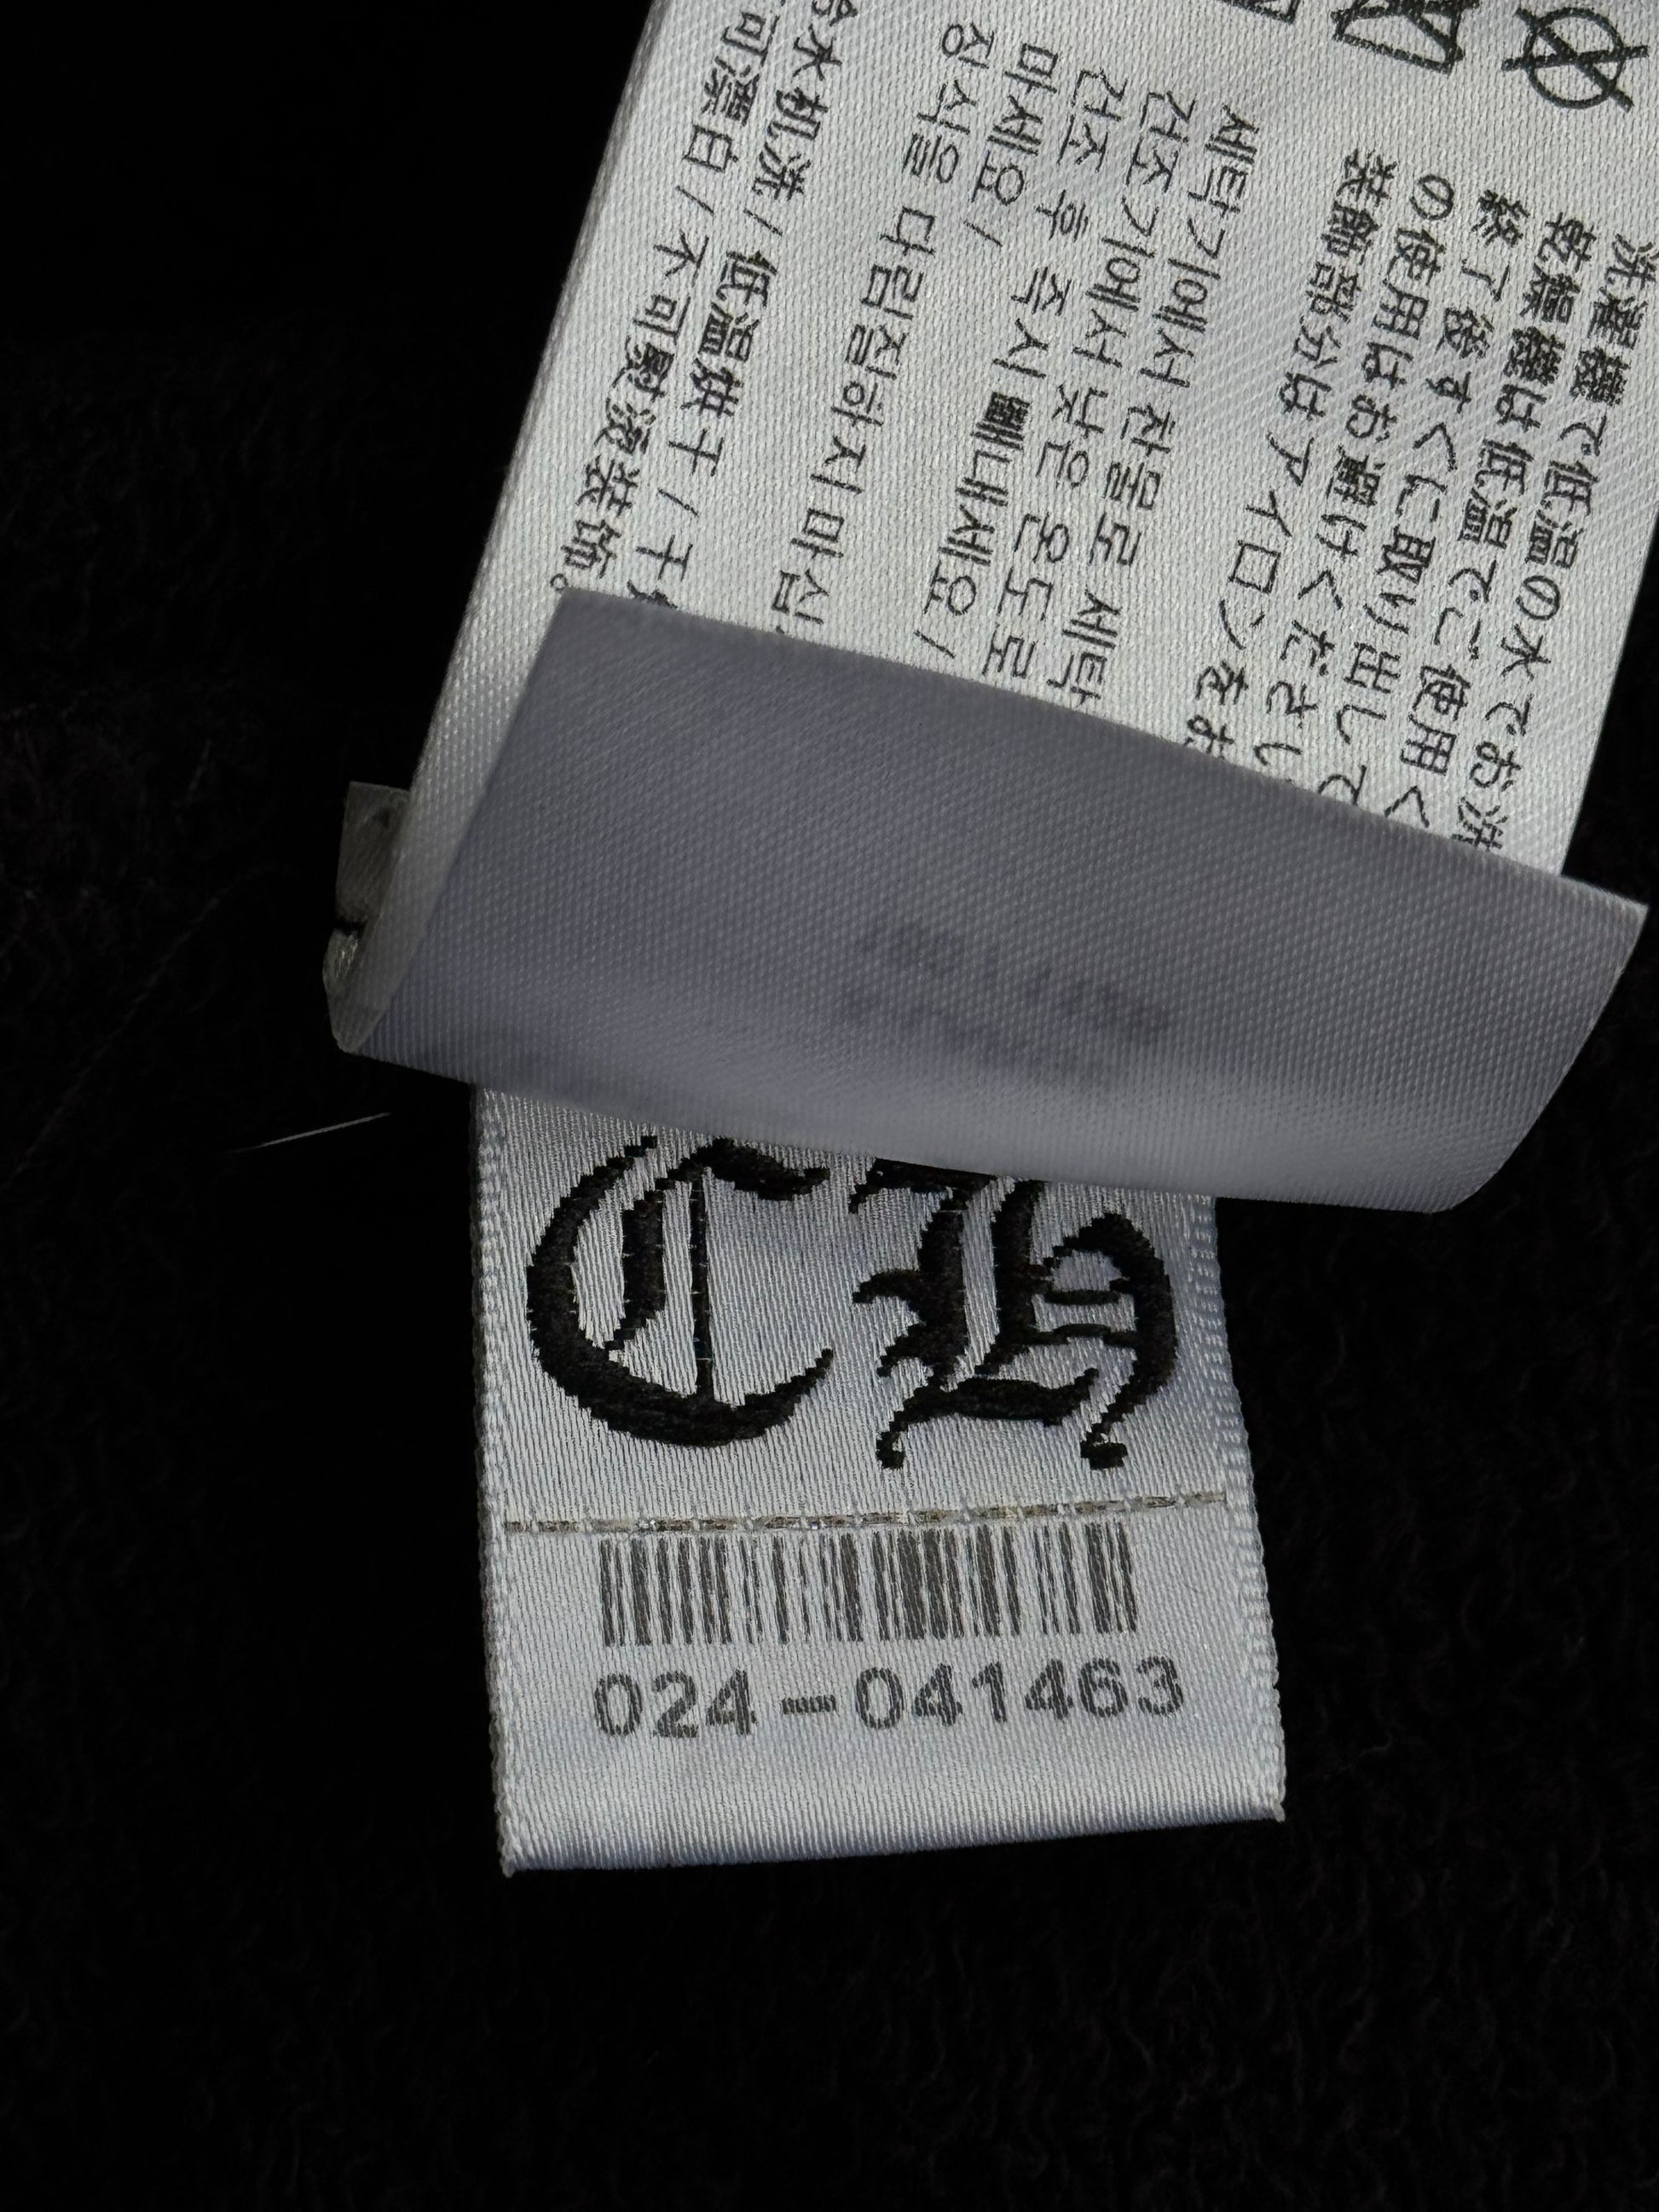 洗濯機で低温の水でお洗
乾燥機は低温でご使用く
終了後すぐに取り出して
の使用はお避けくださし
装飾部分はアイロンをお
세탁기에서 찬물로 세탁
건조기에서 낮은 온도로
건조 후 즉시 빼내세요 /
마세요 /
장식을 다림질하지 마십
冷水机洗 / 低温烘干 / 干
可漂白 / 不可熨烫装饰。
CH
024-041463